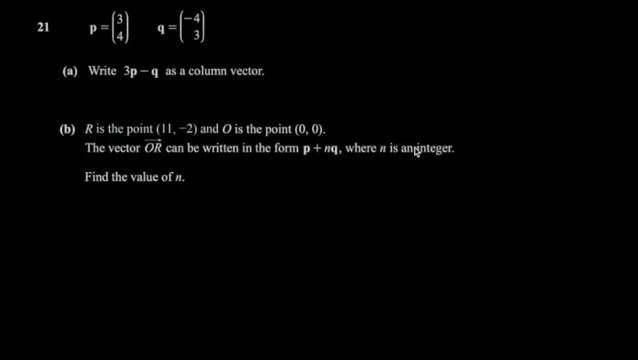 21 p = (3 4) q = (−4 3)
(a) Write 3p − q as a column vector.
(b) R is the point (11, −2) and O is the point (0, 0).
The vector OR can be written in the form p + nq, where n is an integer.
Find the value of n.